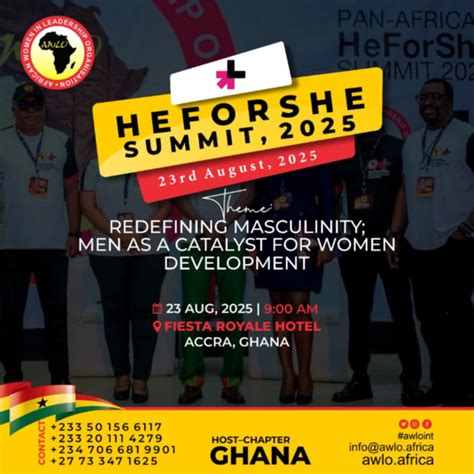 AFRICAN WOMEN IN LEADERSHIP ORGANISATION
AWLO
PAN-AFRICA
HeForSh
SUMMIT 202
HEFORSHE
SUMMIT, 2025
23rd August, 2025
Theme:
REDEFINING MASCULINITY;
MEN AS A CATALYST FOR WOMEN
DEVELOPMENT
23 AUG, 2025 | 9:00 AM
FIESTA ROYALE HOTEL
ACCRA, GHANA
CONTACT
+233 50 156 6117
+233 20 111 4279
+234 706 681 9901
+27 73 347 1625
HOST-CHAPTER
GHANA
#awloint
info@awlo.africa
awlo.africa